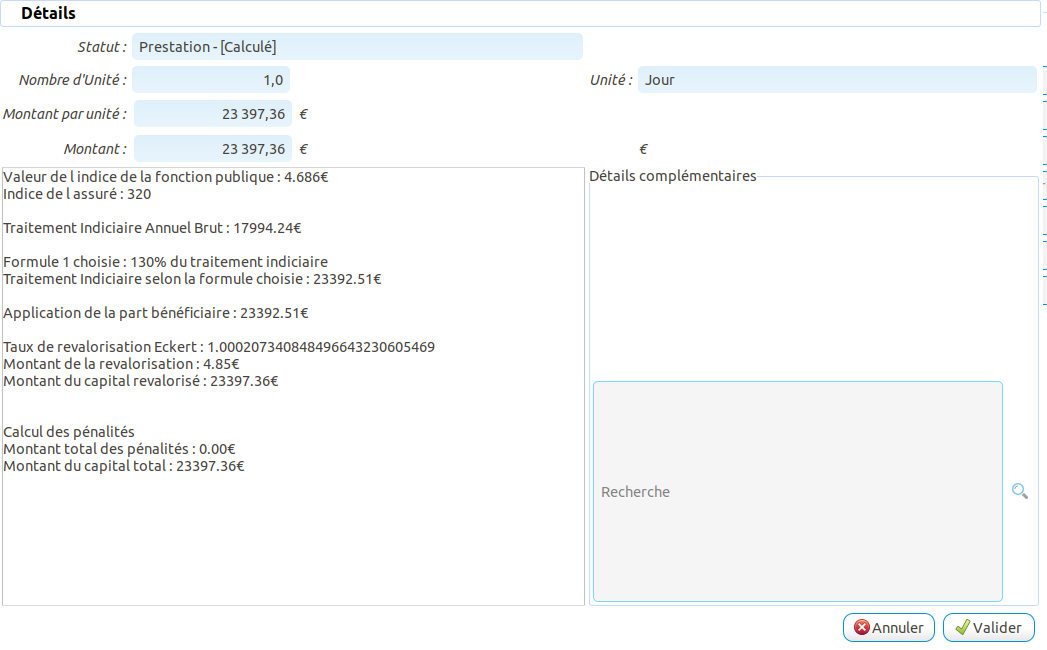 Détails
Statut : Prestation - [Calculé]
Nombre d'Unité : 1,0 Unité : Jour
Montant par unité : 23 397,36 €
Montant : 23 397,36 € €
Valeur de l indice de la fonction publique : 4.686€
Indice de l assuré : 320
Traitement Indiciaire Annuel Brut : 17994.24€
Formule 1 choisie : 130% du traitement indiciaire
Traitement Indiciaire selon la formule choisie : 23392.51€
Application de la part bénéficiaire : 23392.51€
Taux de revalorisation Eckert : 1.000207340848496643230605469
Montant de la revalorisation : 4.85€
Montant du capital revalorisé : 23397.36€
Calcul des pénalités
Montant total des pénalités : 0.00€
Montant du capital total : 23397.36€
Détails complémentaires
Recherche
Annuler Valider